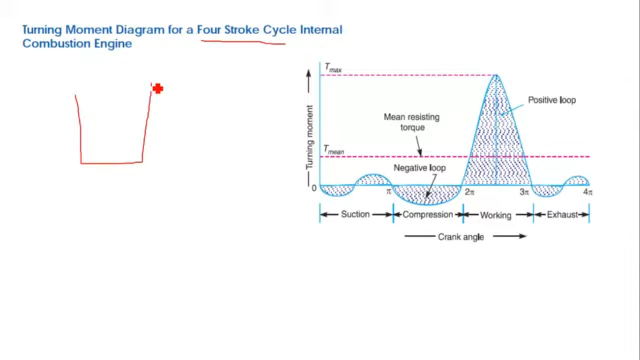 Turning Moment Diagram for a Four Stroke Cycle Internal
Combustion Engine
Tmax
Positive loop
Mean resisting
torque
Tmean
Turning moment
Negative loop
0
π
2π
3π
4π
Suction
Compression
Working
Exhaust
Crank angle